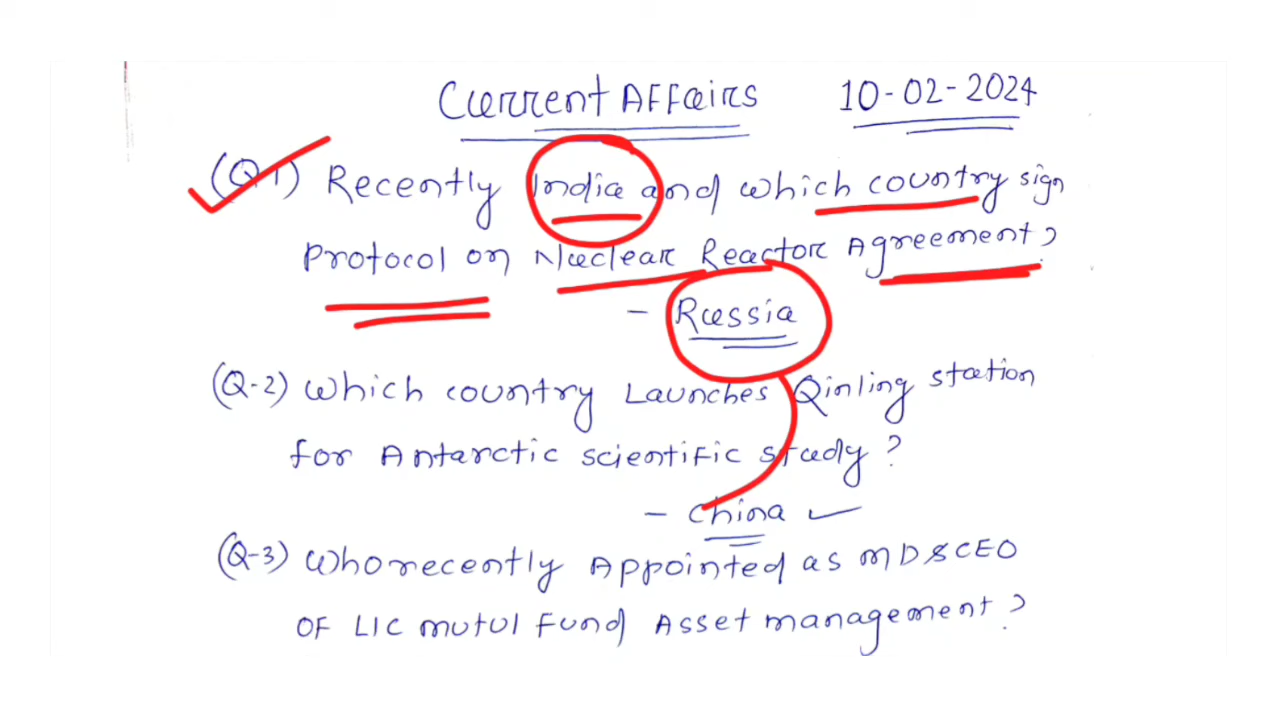 Current Affairs 10-02-2024
(Q1) Recently India and which country sign
Protocol on Nuclear Reactor Agreement?
- Russia
(Q-2) Which country Launches Qinling station
for Antarctic scientific study?
- China
(Q-3) Who recently Appointed as MD & CEO
OF LIC mutul Fund Asset management?